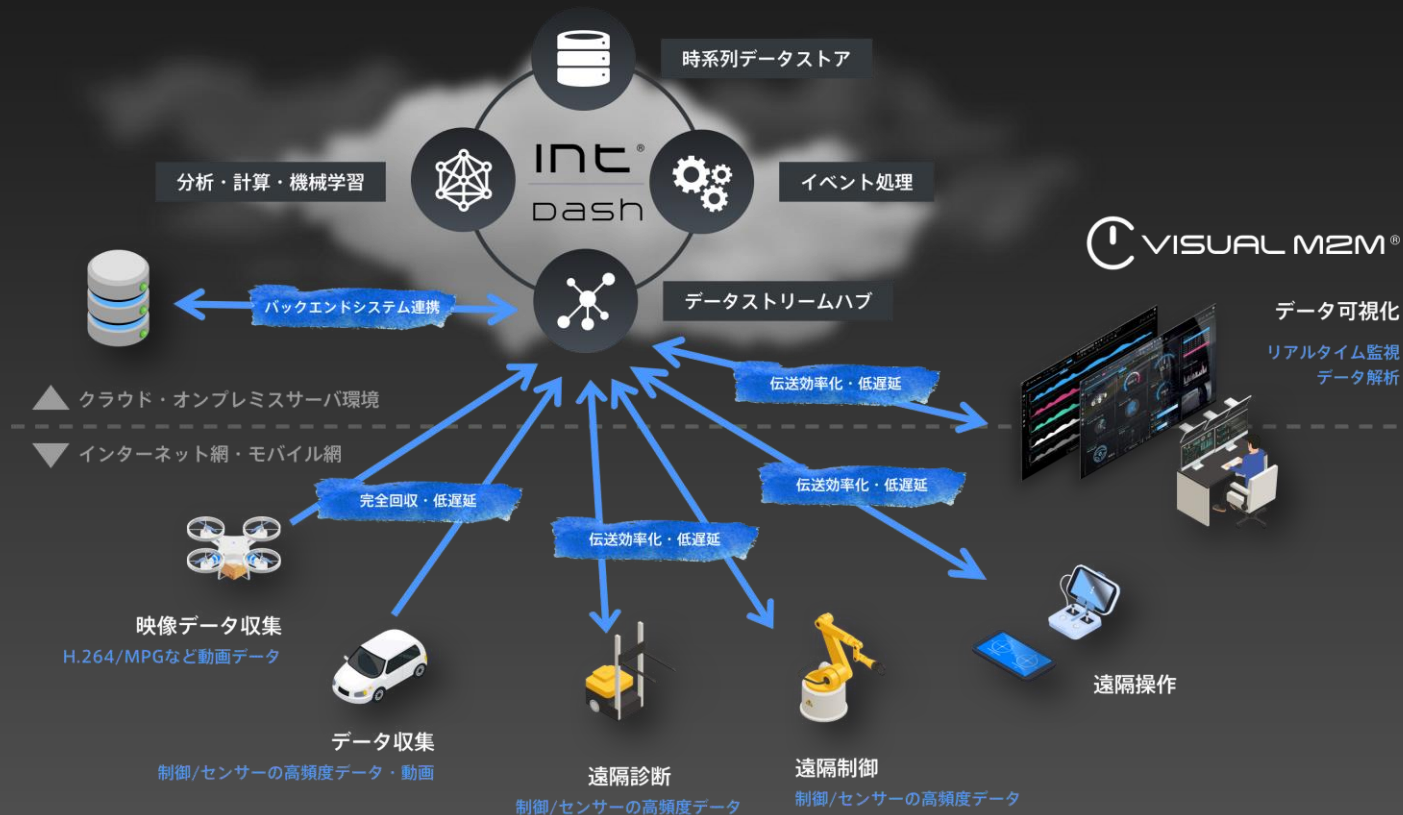 時系列データストア
分析・計算・機械学習
INT®
DASH
イベント処理
VISUAL M2M®
バックエンドシステム連携
データストリームハブ
データ可視化
リアルタイム監視
データ解析
伝送効率化・低遅延
クラウド・オンプレミスサーバ環境
インターネット網・モバイル網
完全回収・低遅延
伝送効率化・低遅延
伝送効率化・低遅延
映像データ収集
H.264/MPGなど動画データ
遠隔操作
データ収集
制御/センサーの高頻度データ・動画
遠隔診断
制御/センサーの高頻度データ
遠隔制御
制御/センサーの高頻度データ